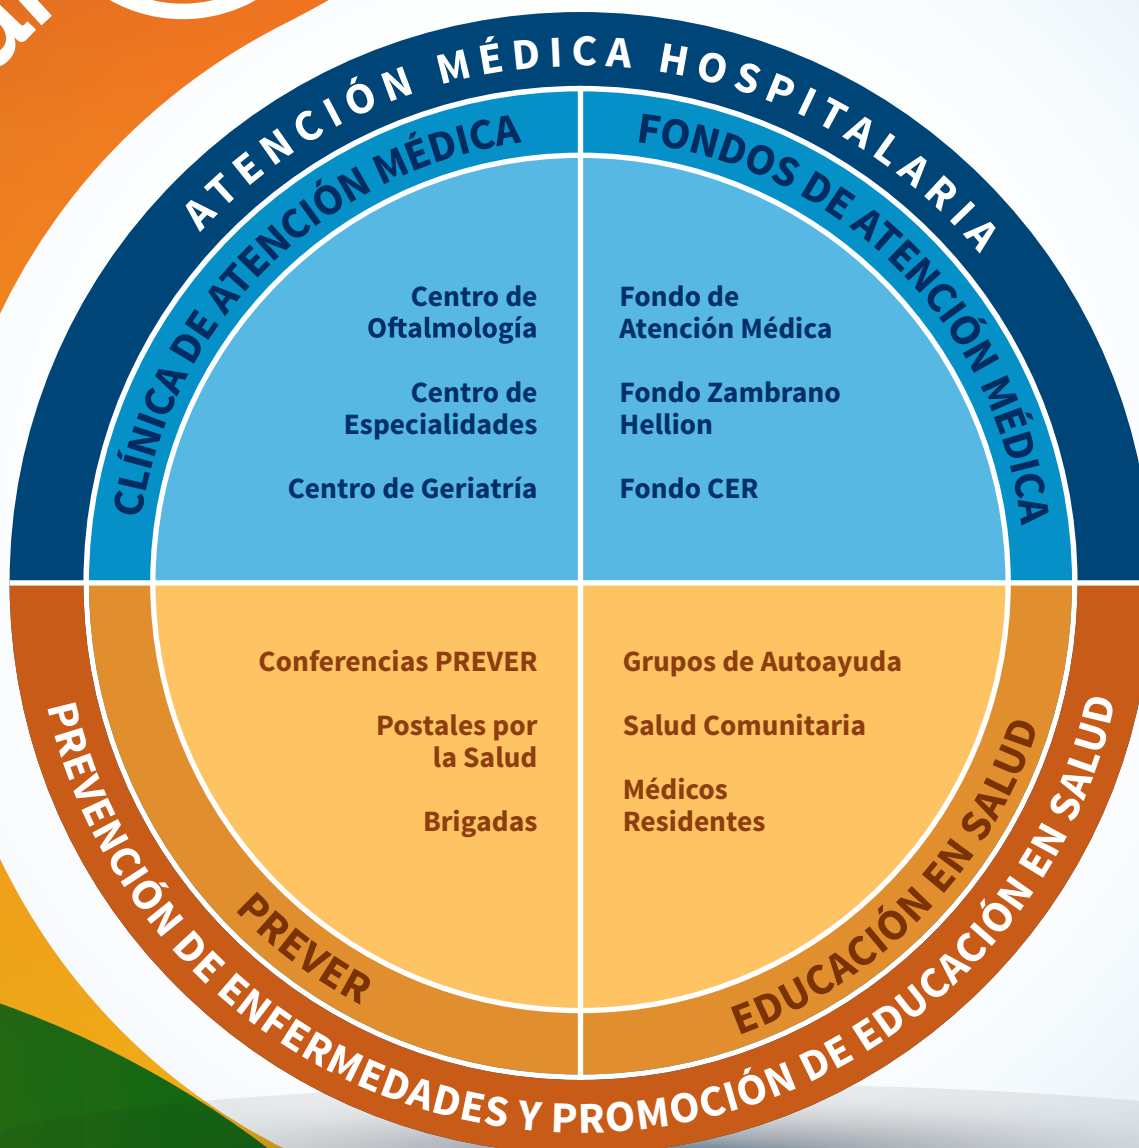 ATENCIÓN MÉDICA HOSPITALARIA
CLÍNICA DE ATENCIÓN MÉDICA
FONDOS DE ATENCIÓN MÉDICA
Centro de
Oftalmología
Centro de
Especialidades
Centro de Geriatría
Fondo de
Atención Médica
Fondo Zambrano
Hellion
Fondo CER
Conferencias PREVER
Postales por
la Salud
Brigadas
Grupos de Autoayuda
Salud Comunitaria
Médicos
Residentes
PREVER
EDUCACIÓN EN SALUD
PREVENCIÓN DE ENFERMEDADES Y PROMOCIÓN DE EDUCACIÓN EN SALUD